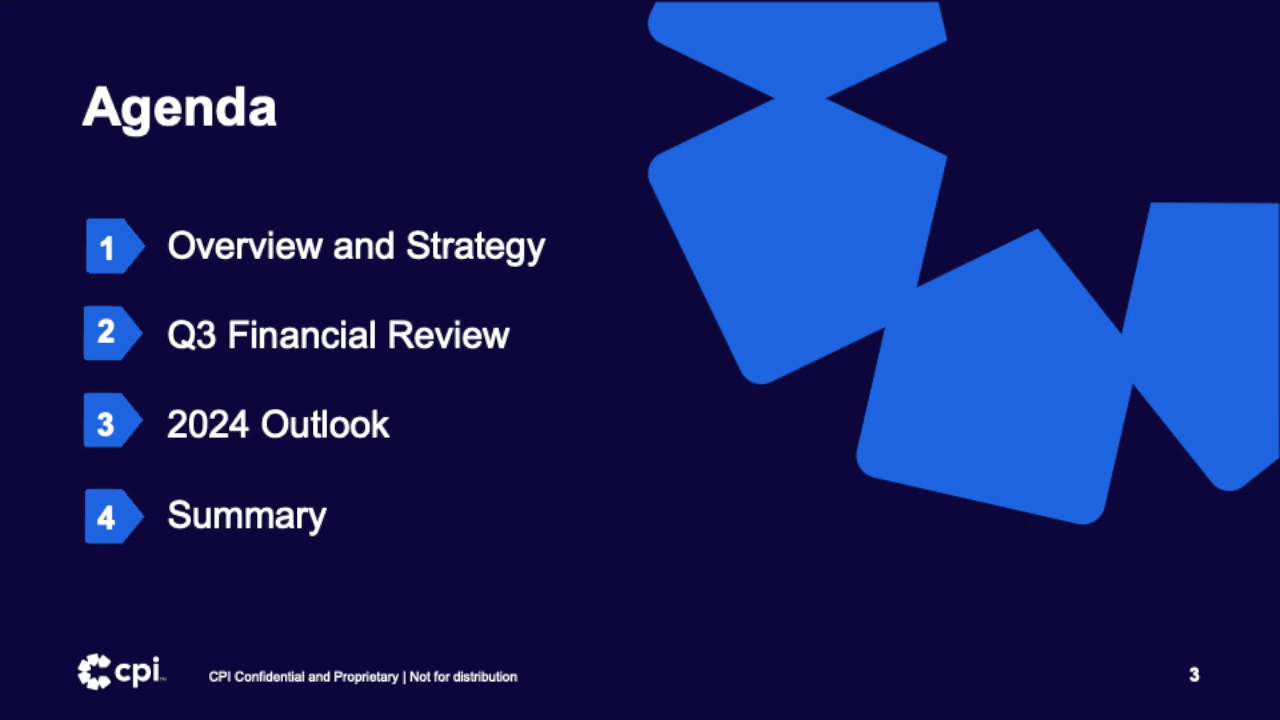 Agenda
1 Overview and Strategy
2 Q3 Financial Review
3 2024 Outlook
4 Summary
cpi
CPI Confidential and Proprietary | Not for distribution
3